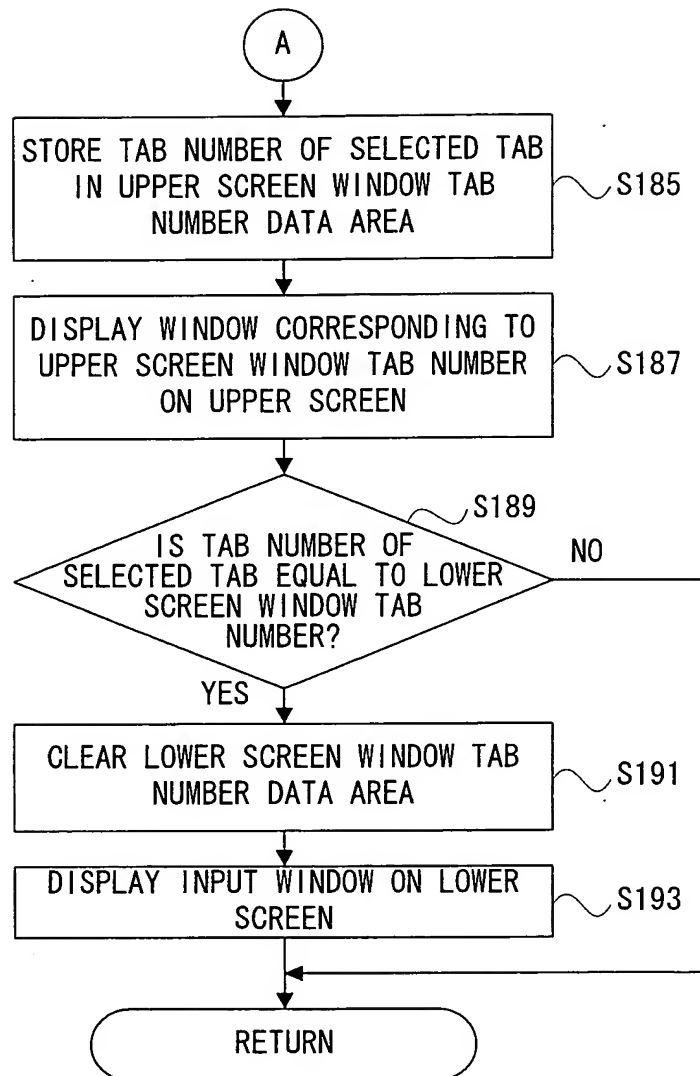 A
STORE TAB NUMBER OF SELECTED TAB
IN UPPER SCREEN WINDOW TAB
NUMBER DATA AREA
S185
DISPLAY WINDOW CORRESPONDING TO
UPPER SCREEN WINDOW TAB NUMBER
ON UPPER SCREEN
S187
S189
IS TAB NUMBER OF
SELECTED TAB EQUAL TO LOWER
SCREEN WINDOW TAB
NUMBER?
NO
YES
CLEAR LOWER SCREEN WINDOW TAB
NUMBER DATA AREA
S191
DISPLAY INPUT WINDOW ON LOWER
SCREEN
S193
RETURN